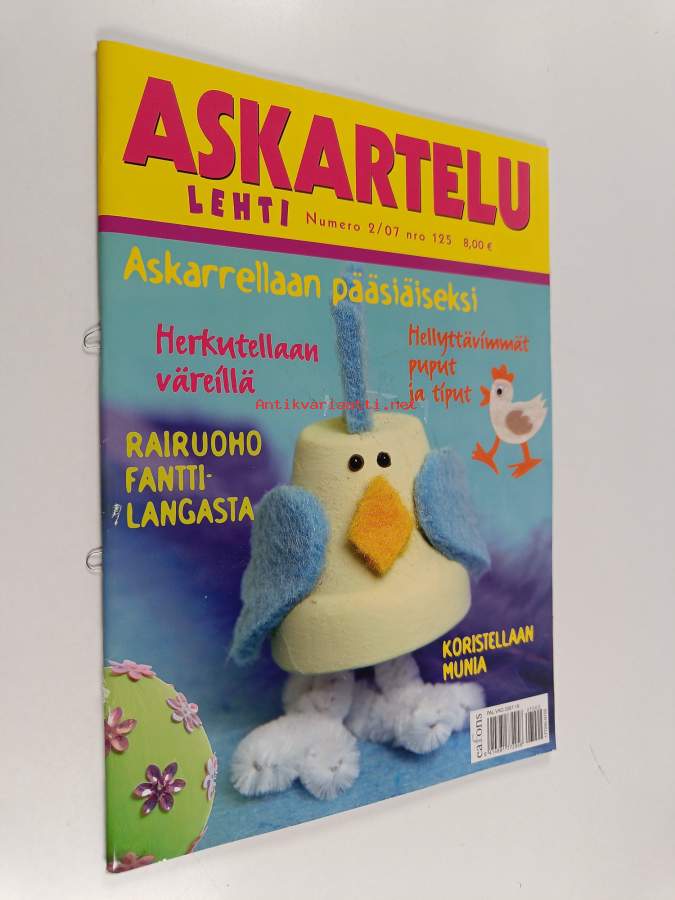 ASKARTELU
LEHTI Numero 2/07 nro 125 8,00 €
Askarrellaan pääsiäiseksi
Herkutellaan
väreillä
Hellyttävimmät
puput
ja tiput
Antikvariaatti.net
RAIRUOHO
FANTTI-
LANGASTA
KORISTELLAAN
MUNIA
cafons